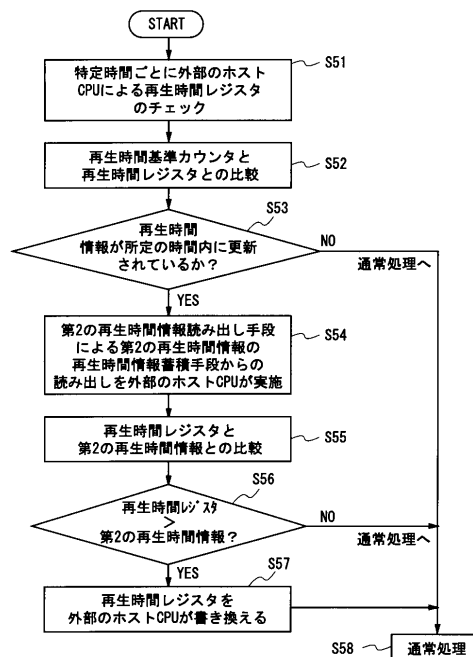 START
S51
特定時間ごとに外部のホスト
CPUによる再生時間レジスタ
のチェック
S52
再生時間基準カウンタと
再生時間レジスタとの比較
S53
再生時間
情報が所定の時間内に更新
されているか?
NO
通常処理へ
YES
S54
第2の再生時間情報読み出し手段
による第2の再生時間情報の
再生時間情報蓄積手段からの
読み出しを外部のホストCPUが実施
S55
再生時間レジスタと
第2の再生時間情報との比較
S56
再生時間ﾚｼﾞｽﾀ
>
第2の再生時間情報?
NO
通常処理へ
YES
S57
再生時間レジスタを
外部のホストCPUが書き換える
S58
通常処理